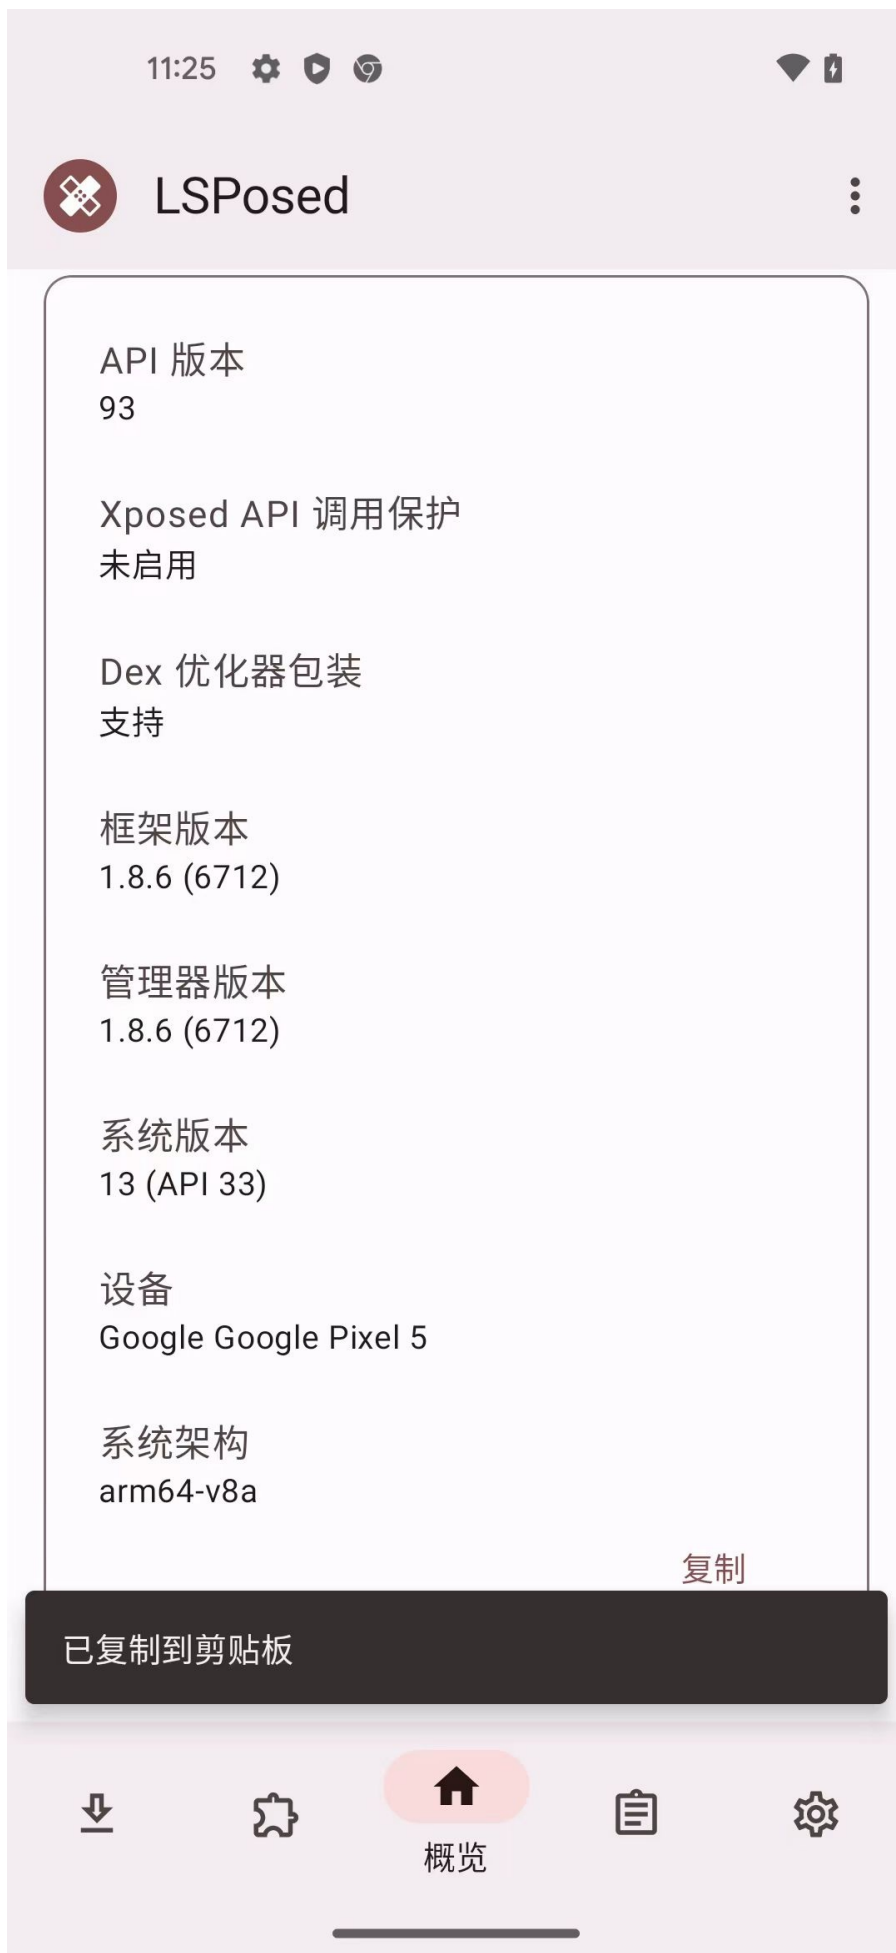 11:25
LSPosed
API 版本
93
Xposed API 调用保护
未启用
Dex 优化器包装
支持
框架版本
1.8.6 (6712)
管理器版本
1.8.6 (6712)
系统版本
13 (API 33)
设备
Google Google Pixel 5
系统架构
arm64-v8a
复制
已复制到剪贴板
概览